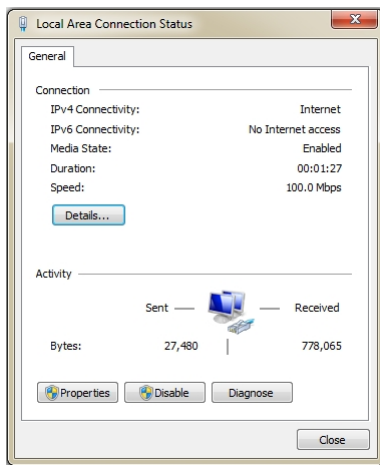 Local Area Connection Status
General
Connection
IPv4 Connectivity: Internet
IPv6 Connectivity: No Internet access
Media State: Enabled
Duration: 00:01:27
Speed: 100.0 Mbps
Details...
Activity
Sent Received
Bytes: 27,480 778,065
Properties Disable Diagnose
Close